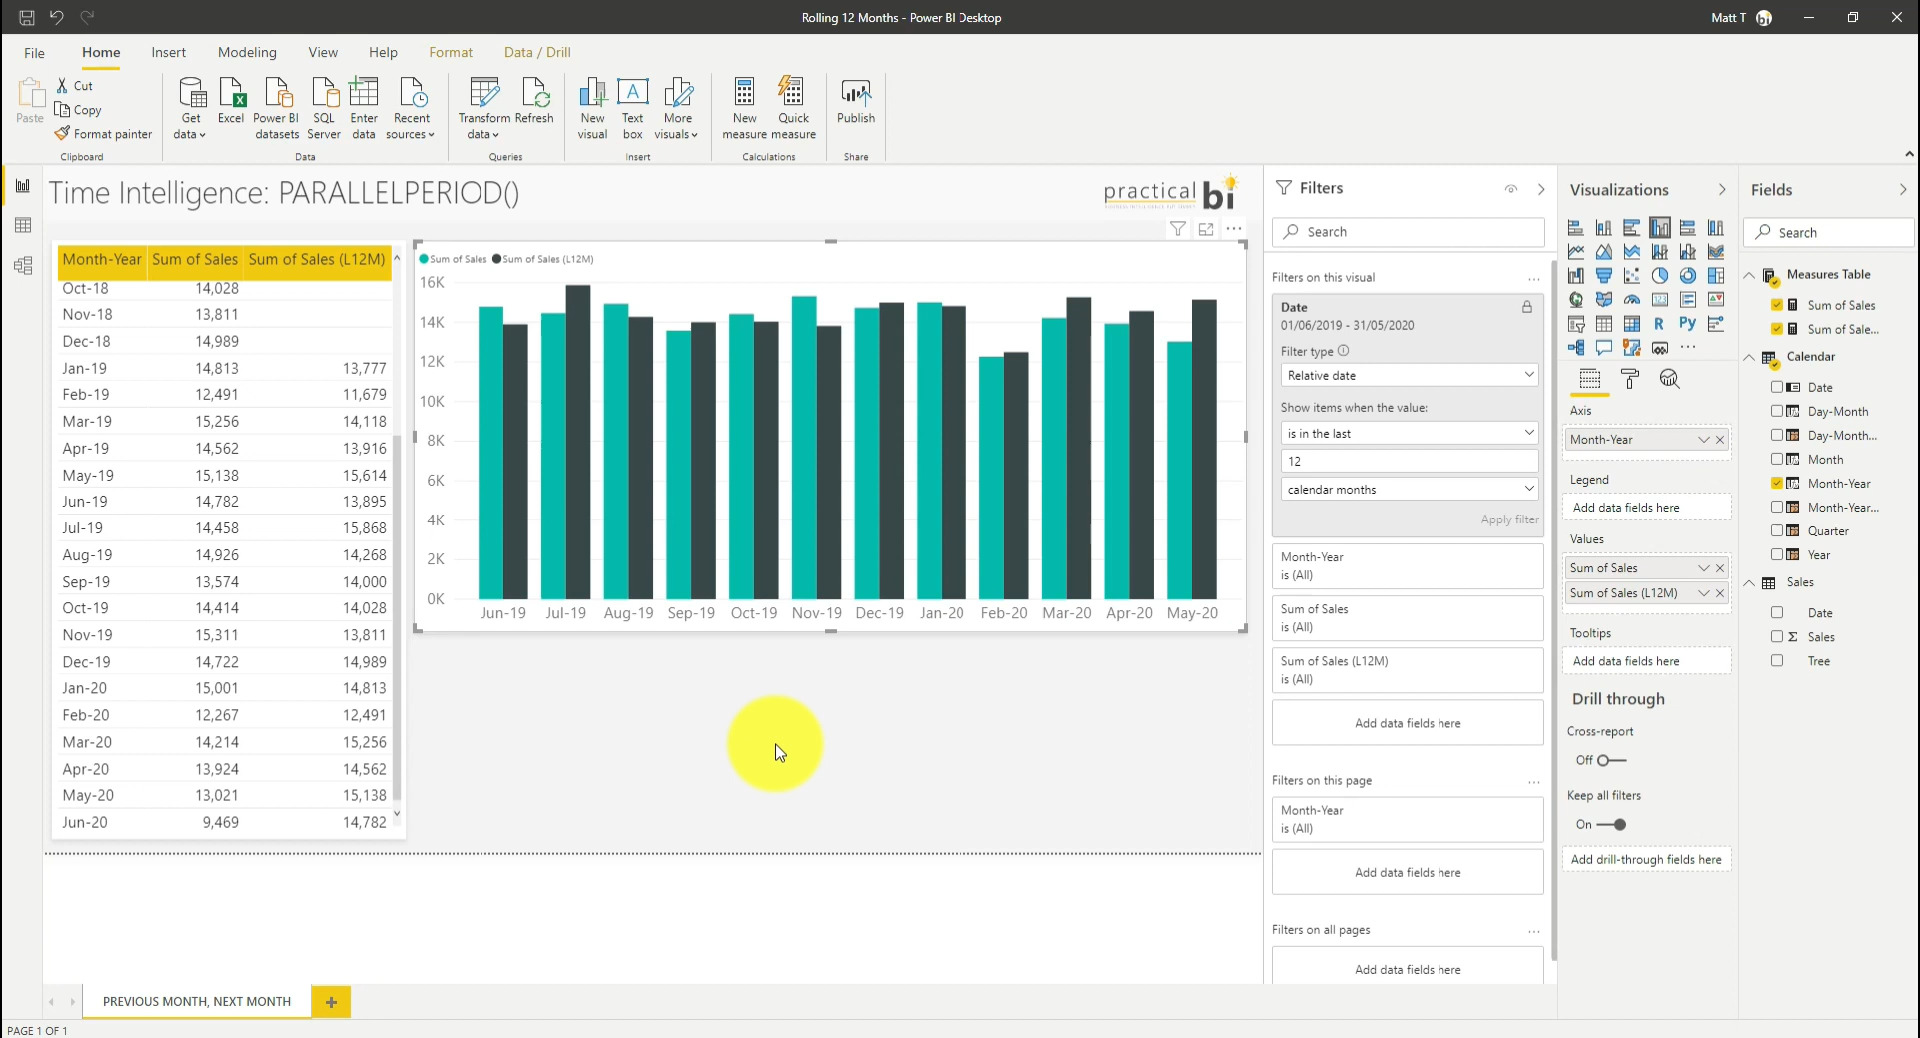 Rolling 12 Months - Power BI Desktop
Matt T
File Home Insert Modeling View Help Format Data / Drill
Paste
Cut
Copy
Format painter
Clipboard
Get data
Excel
Power BI datasets
SQL Server
Enter data
Recent sources
Data
Transform data
Refresh
Queries
New visual
Text box
More visuals
Insert
New measure
Quick measure
Calculations
Publish
Share
Time Intelligence: PARALLELPERIOD()
practical bi
Month-Year Sum of Sales Sum of Sales (L12M)
Oct-18 14,028
Nov-18 13,811
Dec-18 14,989
Jan-19 14,813 13,777
Feb-19 12,491 11,679
Mar-19 15,256 14,118
Apr-19 14,562 13,916
May-19 15,138 15,614
Jun-19 14,782 13,895
Jul-19 14,458 15,868
Aug-19 14,926 14,268
Sep-19 13,574 14,000
Oct-19 14,414 14,028
Nov-19 15,311 13,811
Dec-19 14,722 14,989
Jan-20 15,001 14,813
Feb-20 12,267 12,491
Mar-20 14,214 15,256
Apr-20 13,924 14,562
May-20 13,021 15,138
Jun-20 9,469 14,782
Sum of Sales Sum of Sales (L12M)
16K
14K
12K
10K
8K
6K
4K
2K
0K
Jun-19 Jul-19 Aug-19 Sep-19 Oct-19 Nov-19 Dec-19 Jan-20 Feb-20 Mar-20 Apr-20 May-20
Filters
Search
Filters on this visual
Date
01/06/2019 - 31/05/2020
Filter type
Relative date
Show items when the value:
is in the last
12
calendar months
Apply filter
Month-Year
is (All)
Sum of Sales
is (All)
Sum of Sales (L12M)
is (All)
Add data fields here
Filters on this page
Month-Year
is (All)
Add data fields here
Filters on all pages
Add data fields here
Visualizations
R Py
Axis
Month-Year
Legend
Add data fields here
Values
Sum of Sales
Sum of Sales (L12M)
Tooltips
Add data fields here
Drill through
Cross-report
Off
Keep all filters
On
Add drill-through fields here
Fields
Search
Measures Table
Sum of Sales
Sum of Sale...
Calendar
Date
Day-Month
Day-Month...
Month
Month-Year
Month-Year...
Quarter
Year
Sales
Date
Σ Sales
Tree
PREVIOUS MONTH, NEXT MONTH
PAGE 1 OF 1